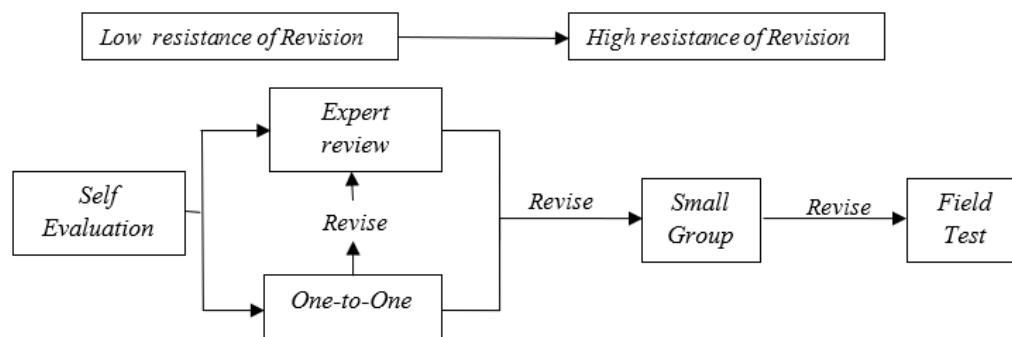 Low resistance of Revision
High resistance of Revision
Expert
review
Self
Evaluation
Revise
One-to-One
Revise
Small
Group
Revise
Field
Test